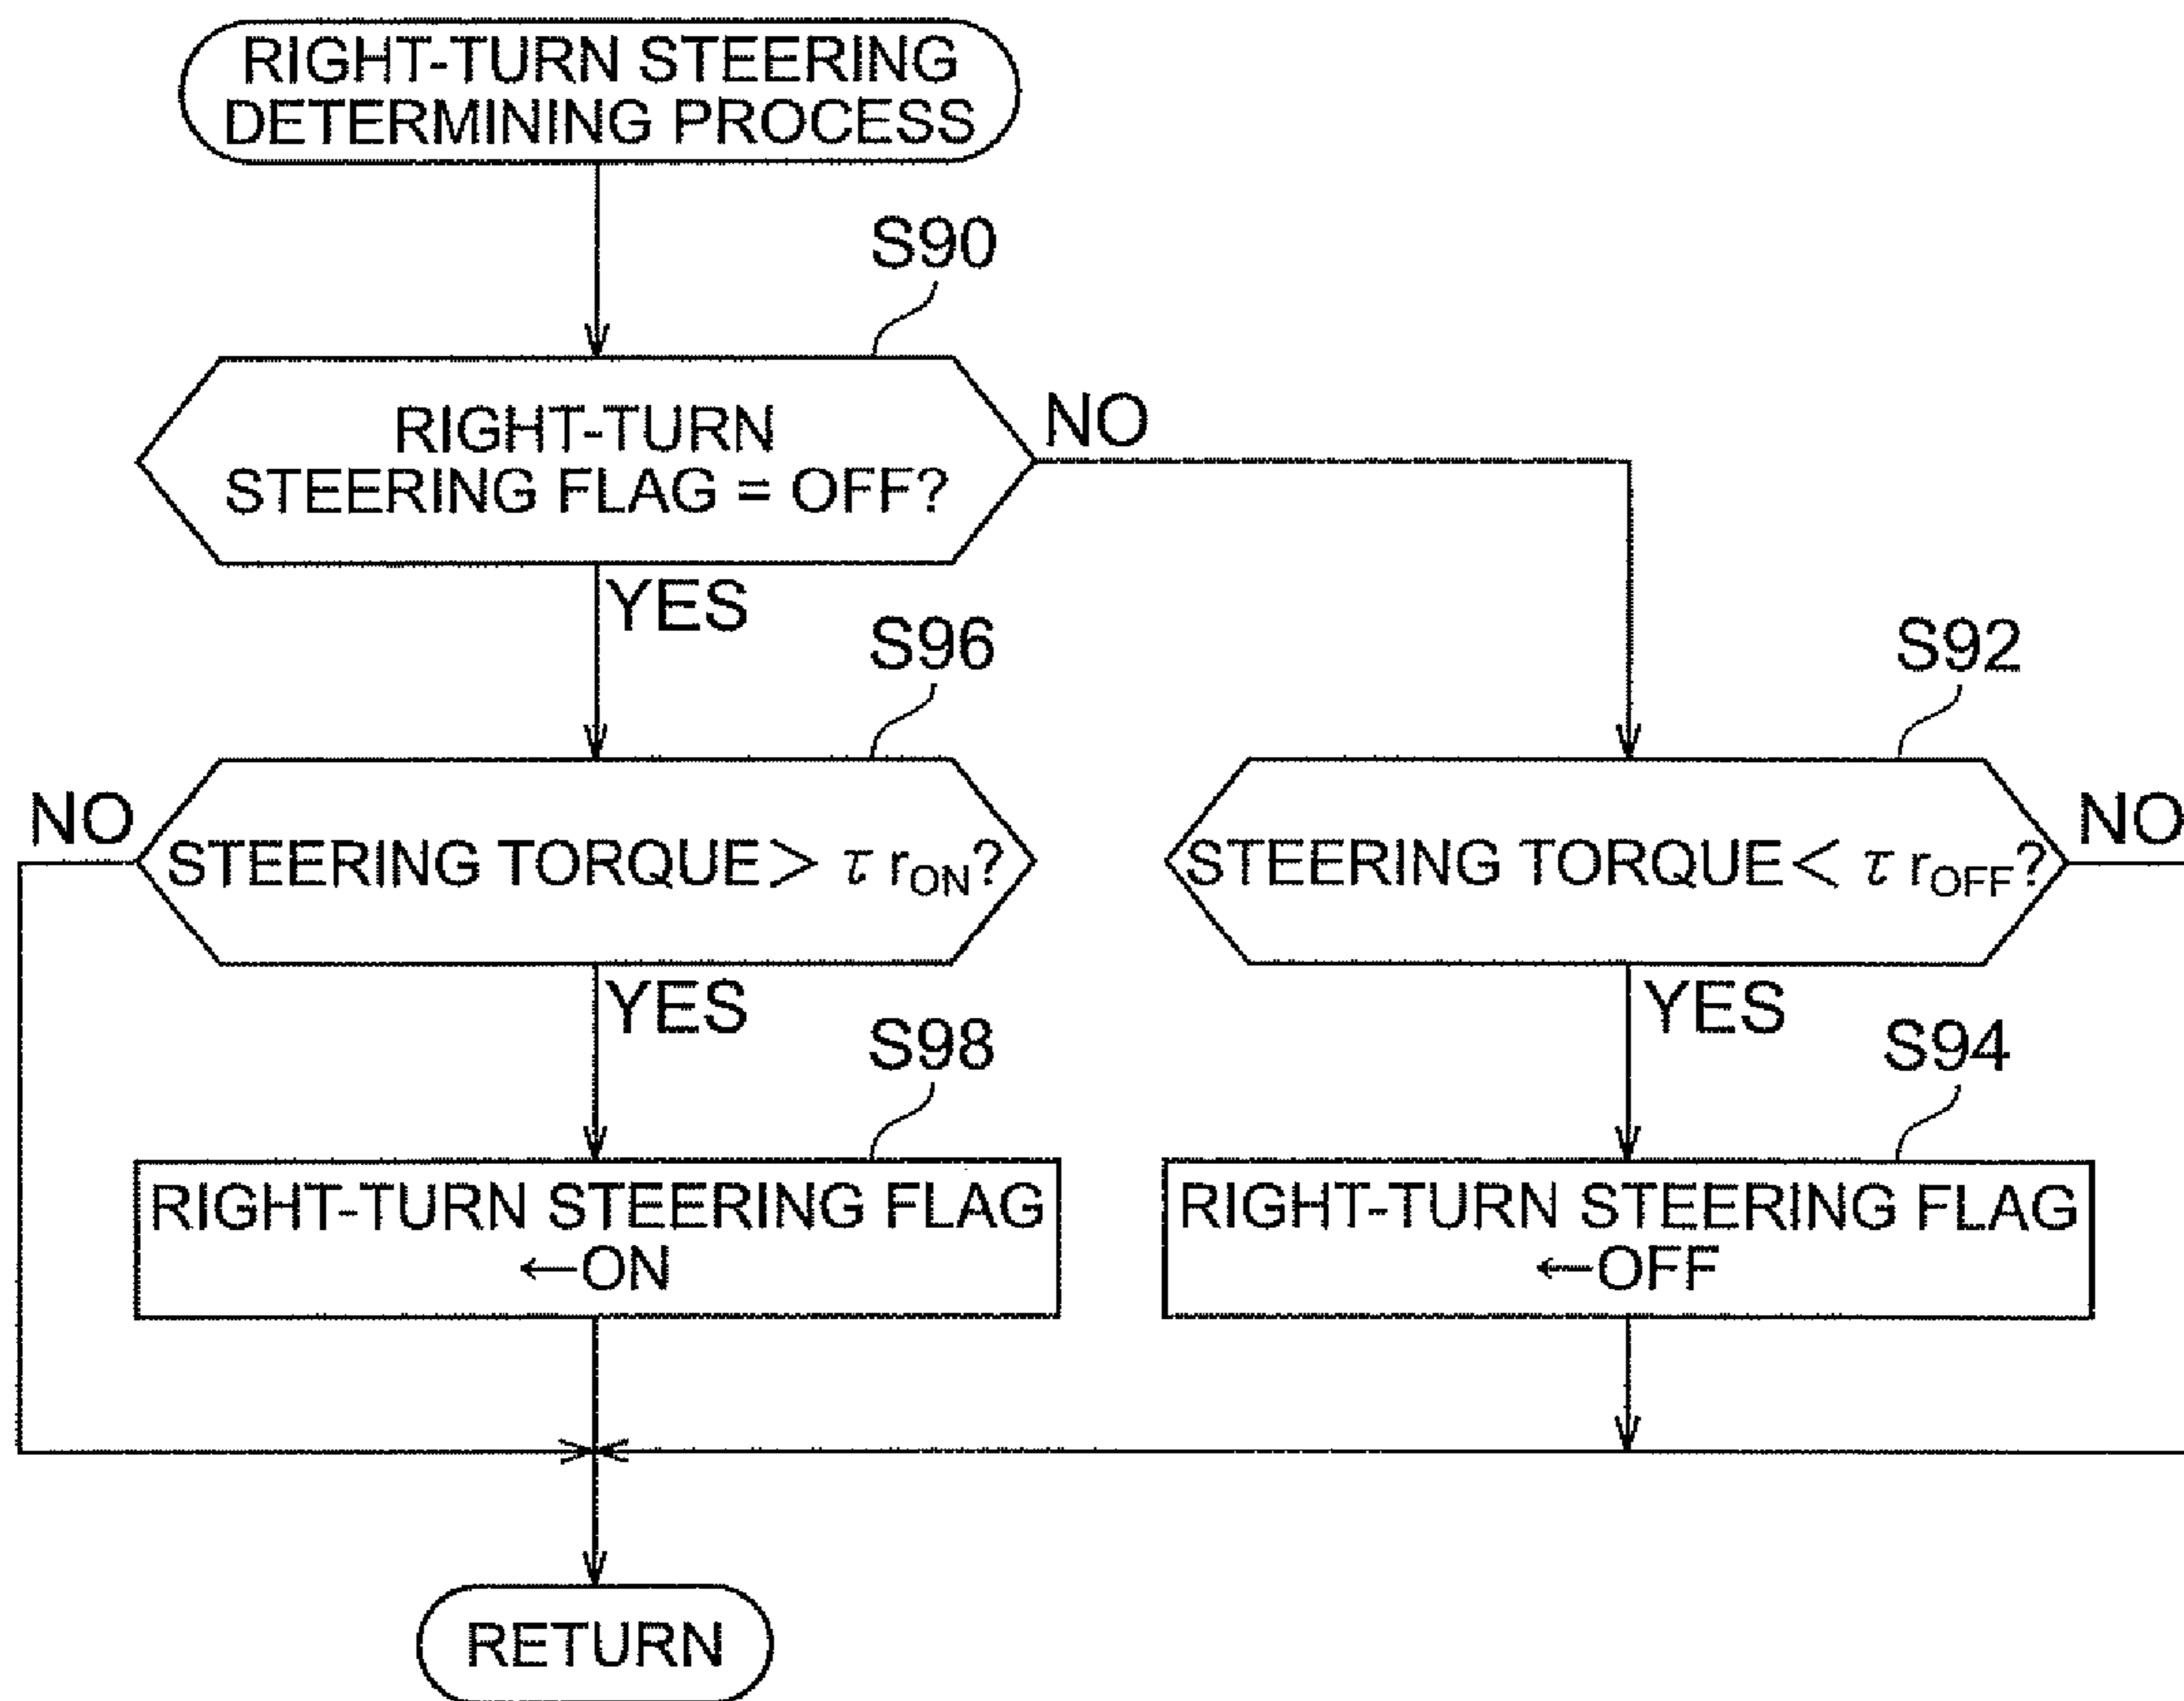 RIGHT-TURN STEERING
DETERMINING PROCESS
S90
RIGHT-TURN
STEERING FLAG = OFF?
NO
YES
S96
S92
NO
STEERING TORQUE > τ rON?
STEERING TORQUE < τ rOFF?
NO
YES
YES
S98
S94
RIGHT-TURN STEERING FLAG
←ON
RIGHT-TURN STEERING FLAG
←OFF
RETURN